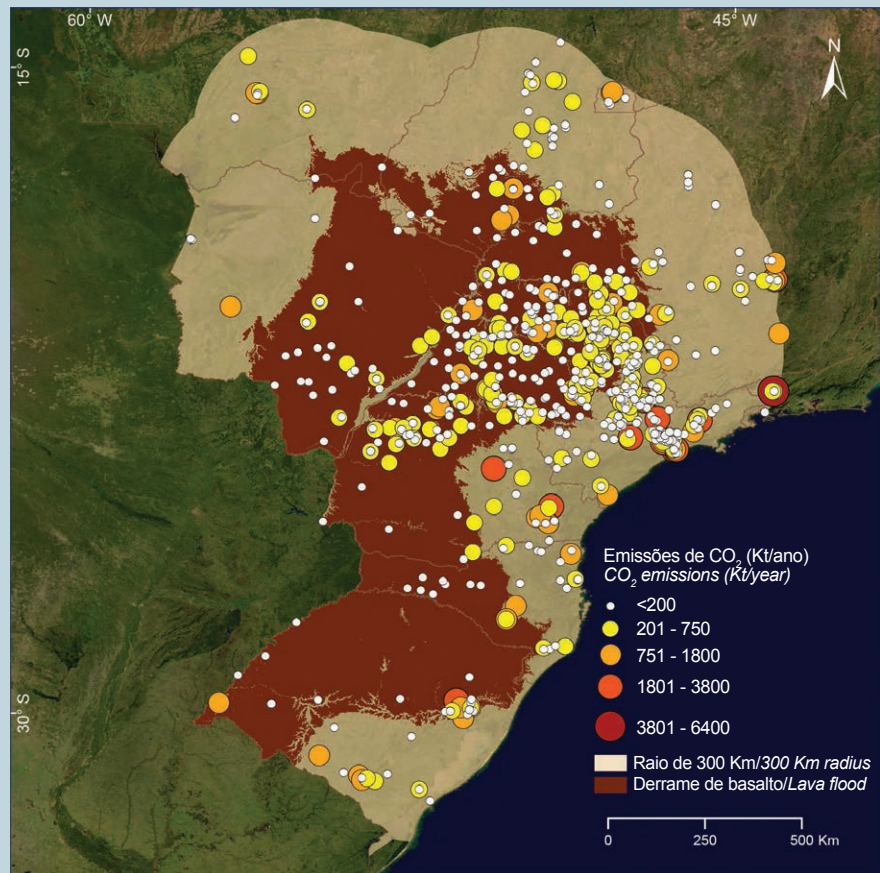 60° W
45° W
15° S
N
30° S
Emissões de CO₂ (Kt/ano)
CO₂ emissions (Kt/year)
<200
201 - 750
751 - 1800
1801 - 3800
3801 - 6400
Raio de 300 Km/300 Km radius
Derrame de basalto/Lava flood
0 250 500 Km